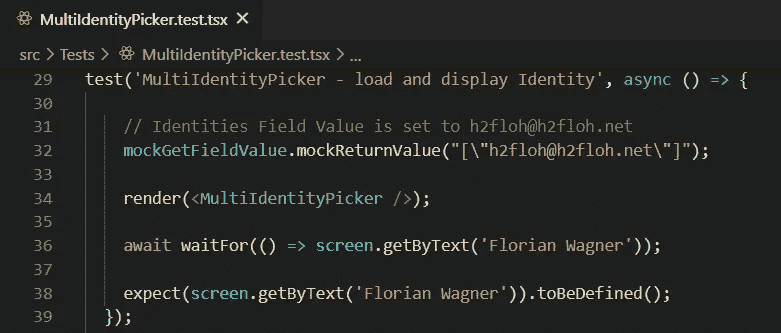 MultiIdentityPicker.test.tsx ×
src > Tests > MultiIdentityPicker.test.tsx > ...
29 test('MultiIdentityPicker - load and display Identity', async () => {
30
31 // Identities Field Value is set to h2floh@h2floh.net
32 mockGetFieldValue.mockReturnValue("[\"h2floh@h2floh.net\"]");
33
34 render(<MultiIdentityPicker />);
35
36 await waitFor(() => screen.getByText('Florian Wagner'));
37
38 expect(screen.getByText('Florian Wagner')).toBeDefined();
39 });